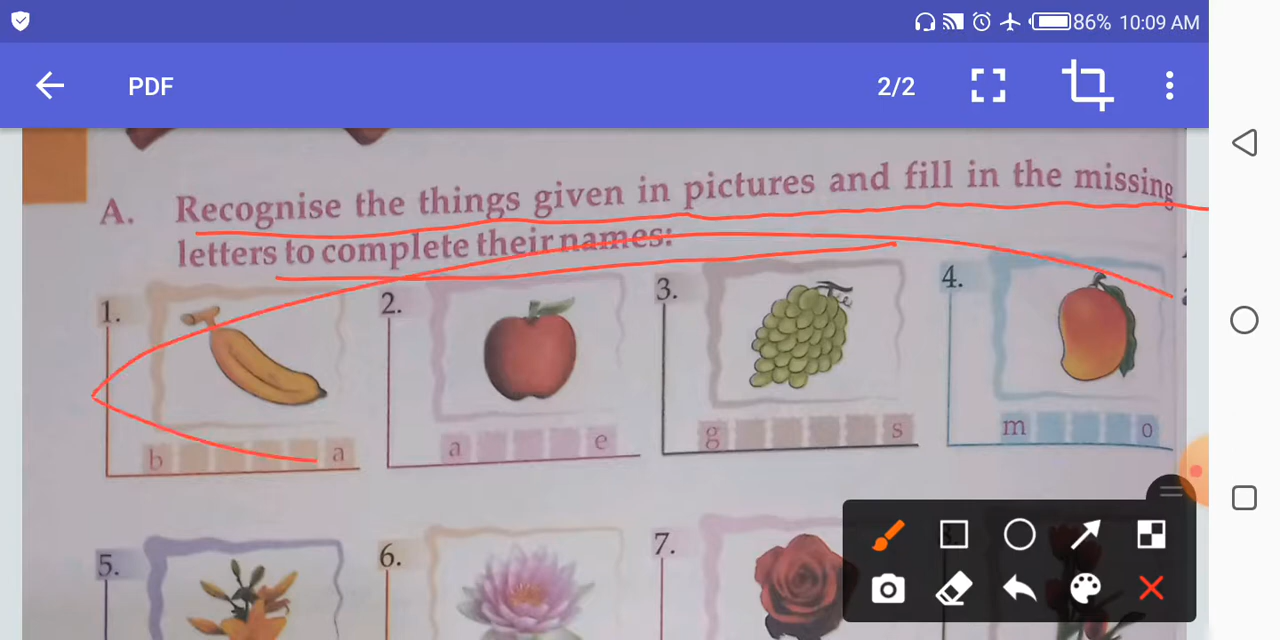 86% 10:09 AM
PDF 2/2
A. Recognise the things given in pictures and fill in the missing
letters to complete their names:
1. 2. 3. 4.
b a a e g s m o
5. 6. 7.